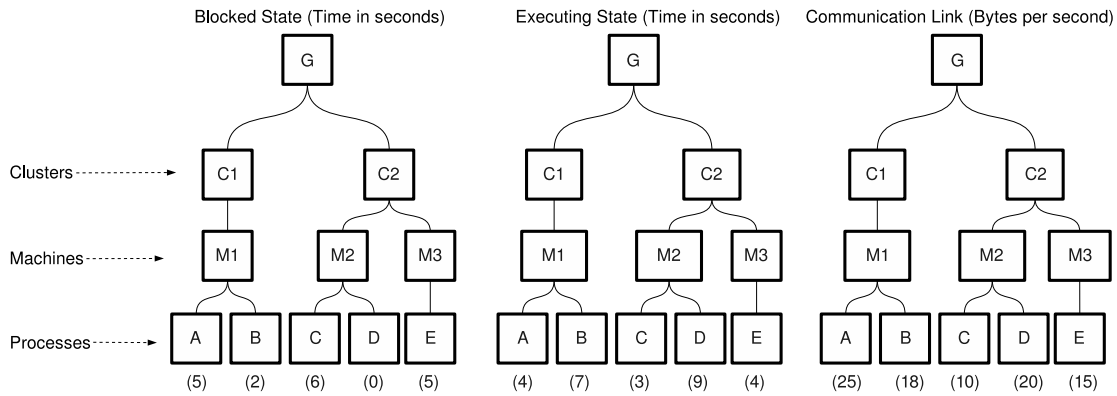 Blocked State (Time in seconds) Executing State (Time in seconds) Communication Link (Bytes per second)
G G G
Clusters C1 C2 C1 C2 C1 C2
Machines M1 M2 M3 M1 M2 M3 M1 M2 M3
Processes A B C D E A B C D E A B C D E
(5) (2) (6) (0) (5) (4) (7) (3) (9) (4) (25) (18) (10) (20) (15)